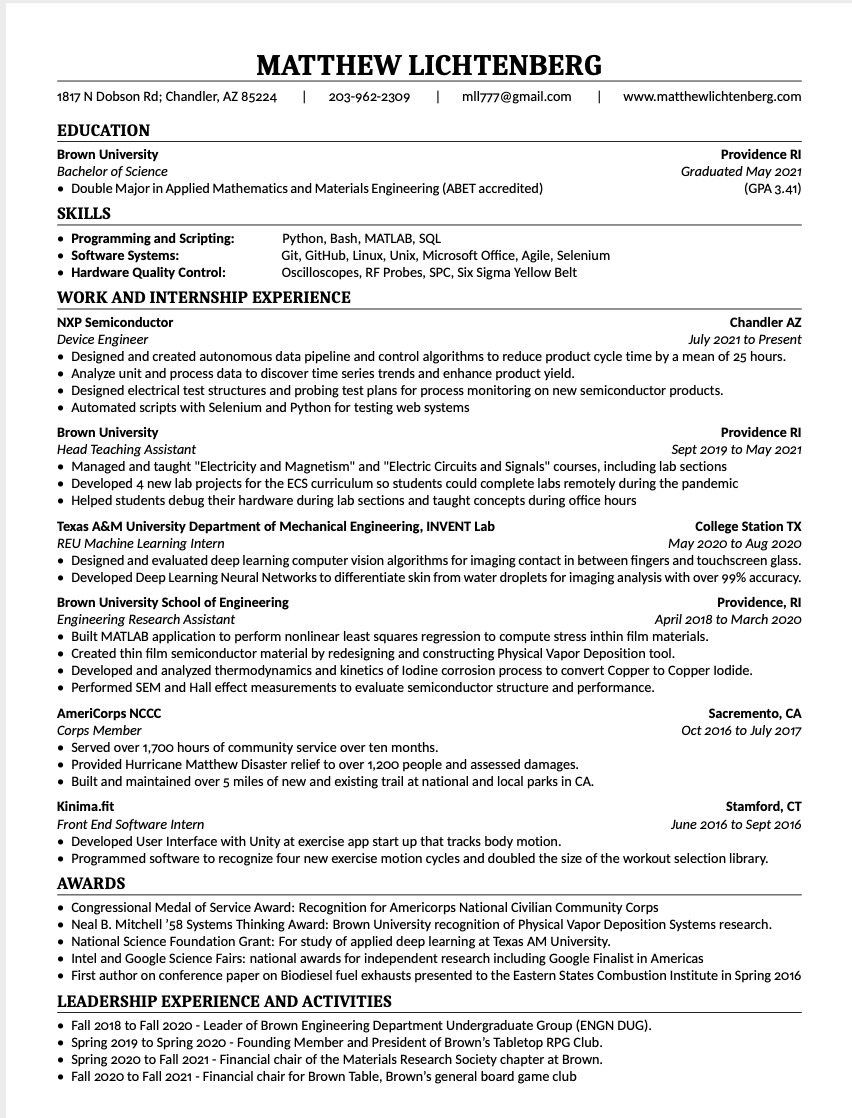 MATTHEW LICHTENBERG
1817 N Dobson Rd; Chandler, AZ 85224 | 203-962-2309 | mll777@gmail.com | www.matthewlichtenberg.com
EDUCATION
Brown University Providence RI
Bachelor of Science Graduated May 2021
• Double Major in Applied Mathematics and Materials Engineering (ABET accredited) (GPA 3.41)
SKILLS
• Programming and Scripting: Python, Bash, MATLAB, SQL
• Software Systems: Git, GitHub, Linux, Unix, Microsoft Office, Agile, Selenium
• Hardware Quality Control: Oscilloscopes, RF Probes, SPC, Six Sigma Yellow Belt
WORK AND INTERNSHIP EXPERIENCE
NXP Semiconductor Chandler AZ
Device Engineer July 2021 to Present
• Designed and created autonomous data pipeline and control algorithms to reduce product cycle time by a mean of 25 hours.
• Analyze unit and process data to discover time series trends and enhance product yield.
• Designed electrical test structures and probing test plans for process monitoring on new semiconductor products.
• Automated scripts with Selenium and Python for testing web systems
Brown University Providence RI
Head Teaching Assistant Sept 2019 to May 2021
• Managed and taught "Electricity and Magnetism" and "Electric Circuits and Signals" courses, including lab sections
• Developed 4 new lab projects for the ECS curriculum so students could complete labs remotely during the pandemic
• Helped students debug their hardware during lab sections and taught concepts during office hours
Texas A&M University Department of Mechanical Engineering, INVENT Lab College Station TX
REU Machine Learning Intern May 2020 to Aug 2020
• Designed and evaluated deep learning computer vision algorithms for imaging contact in between fingers and touchscreen glass.
• Developed Deep Learning Neural Networks to differentiate skin from water droplets for imaging analysis with over 99% accuracy.
Brown University School of Engineering Providence, RI
Engineering Research Assistant April 2018 to March 2020
• Built MATLAB application to perform nonlinear least squares regression to compute stress inthin film materials.
• Created thin film semiconductor material by redesigning and constructing Physical Vapor Deposition tool.
• Developed and analyzed thermodynamics and kinetics of Iodine corrosion process to convert Copper to Copper Iodide.
• Performed SEM and Hall effect measurements to evaluate semiconductor structure and performance.
AmeriCorps NCCC Sacremento, CA
Corps Member Oct 2016 to July 2017
• Served over 1,700 hours of community service over ten months.
• Provided Hurricane Matthew Disaster relief to over 1,200 people and assessed damages.
• Built and maintained over 5 miles of new and existing trail at national and local parks in CA.
Kinima.fit Stamford, CT
Front End Software Intern June 2016 to Sept 2016
• Developed User Interface with Unity at exercise app start up that tracks body motion.
• Programmed software to recognize four new exercise motion cycles and doubled the size of the workout selection library.
AWARDS
• Congressional Medal of Service Award: Recognition for Americorps National Civilian Community Corps
• Neal B. Mitchell ’58 Systems Thinking Award: Brown University recognition of Physical Vapor Deposition Systems research.
• National Science Foundation Grant: For study of applied deep learning at Texas AM University.
• Intel and Google Science Fairs: national awards for independent research including Google Finalist in Americas
• First author on conference paper on Biodiesel fuel exhausts presented to the Eastern States Combustion Institute in Spring 2016
LEADERSHIP EXPERIENCE AND ACTIVITIES
• Fall 2018 to Fall 2020 - Leader of Brown Engineering Department Undergraduate Group (ENGN DUG).
• Spring 2019 to Spring 2020 - Founding Member and President of Brown’s Tabletop RPG Club.
• Spring 2020 to Fall 2021 - Financial chair of the Materials Research Society chapter at Brown.
• Fall 2020 to Fall 2021 - Financial chair for Brown Table, Brown’s general board game club